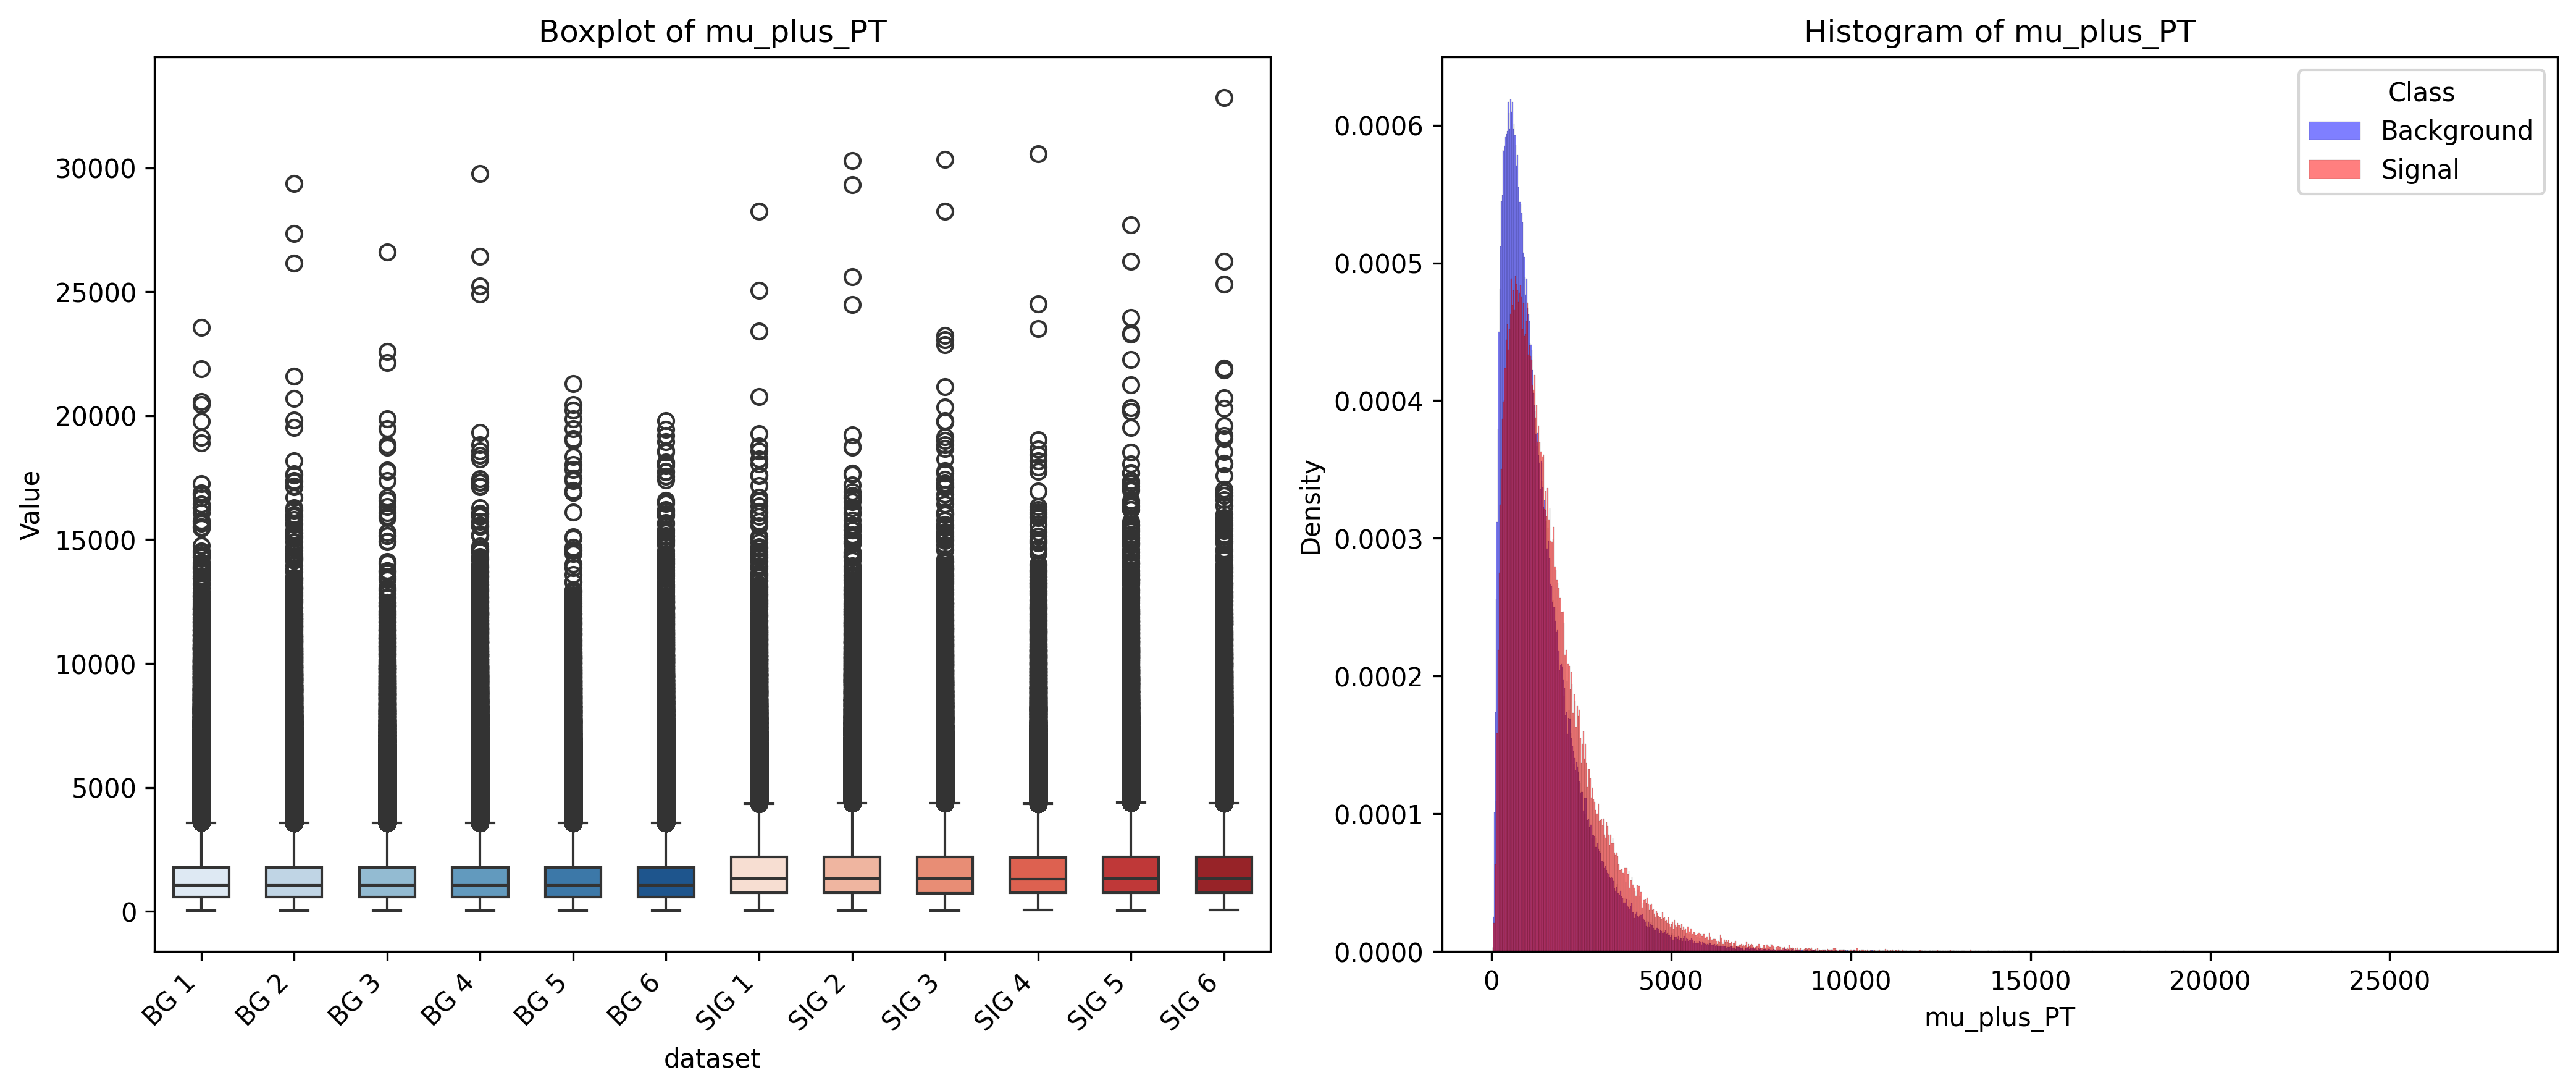 Boxplot of mu_plus_PT
Value
30000
25000
20000
15000
10000
5000
0
BG 1
BG 2
BG 3
BG 4
BG 5
BG 6
SIG 1
SIG 2
SIG 3
SIG 4
SIG 5
SIG 6
dataset
Histogram of mu_plus_PT
Density
0.0006
0.0005
0.0004
0.0003
0.0002
0.0001
0.0000
0
5000
10000
15000
20000
25000
mu_plus_PT
Class
Background
Signal